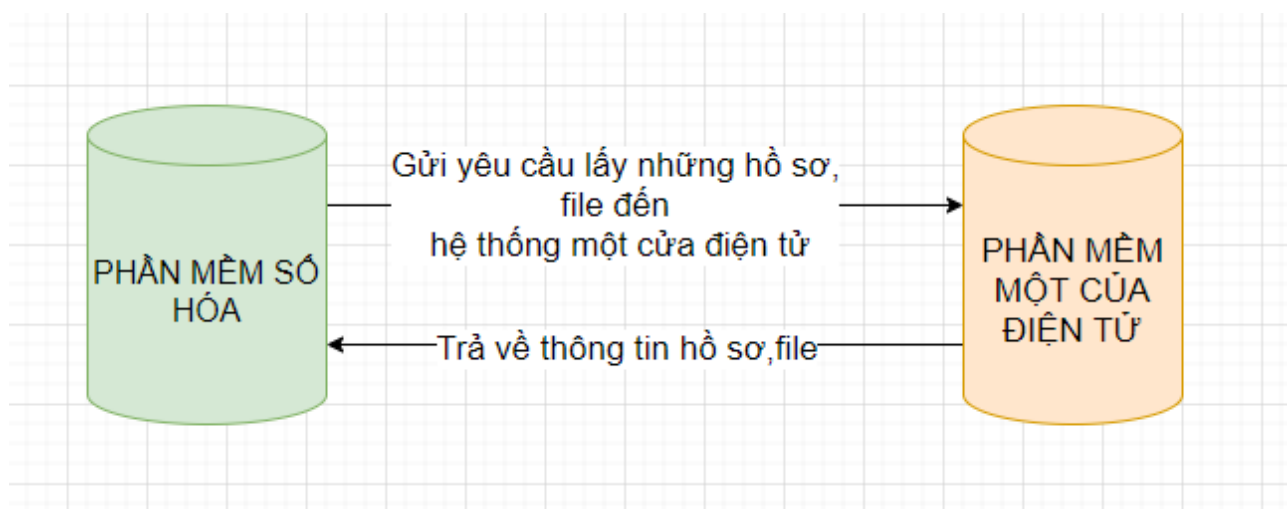 Gửi yêu cầu lấy những hồ sơ,
file đến
hệ thống một cửa điện tử
PHẦN MỀM SỐ
HÓA
PHẦN MỀM
MỘT CỦA
ĐIỆN TỬ
Trả về thông tin hồ sơ,file